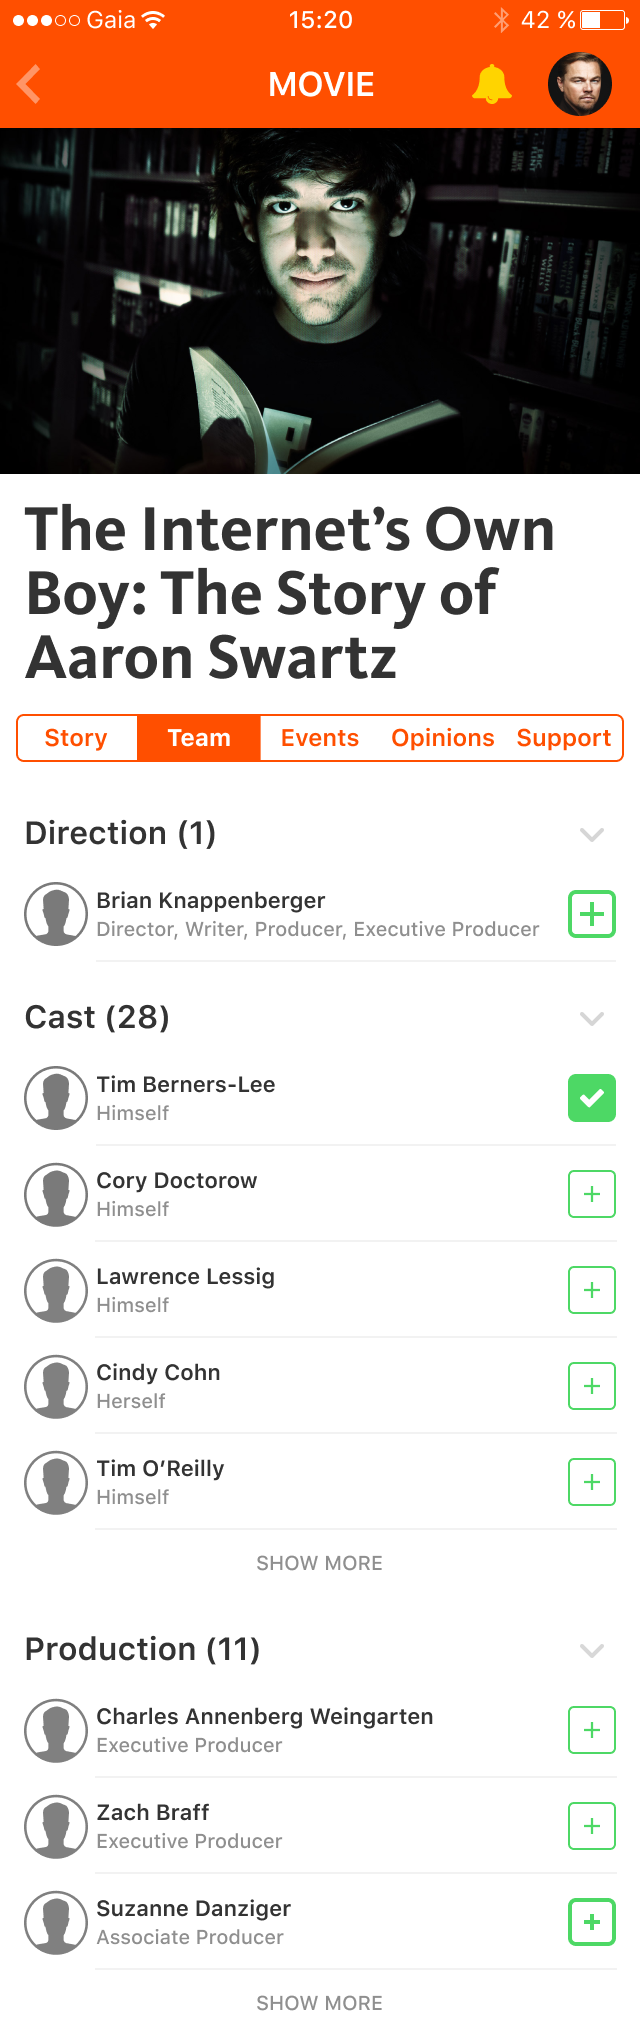 Gaia 15:20 42 %
MOVIE
The Internet’s Own
Boy: The Story of
Aaron Swartz
Story Team Events Opinions Support
Direction (1)
Brian Knappenberger
Director, Writer, Producer, Executive Producer
Cast (28)
Tim Berners-Lee
Himself
Cory Doctorow
Himself
Lawrence Lessig
Himself
Cindy Cohn
Herself
Tim O’Reilly
Himself
SHOW MORE
Production (11)
Charles Annenberg Weingarten
Executive Producer
Zach Braff
Executive Producer
Suzanne Danziger
Associate Producer
SHOW MORE